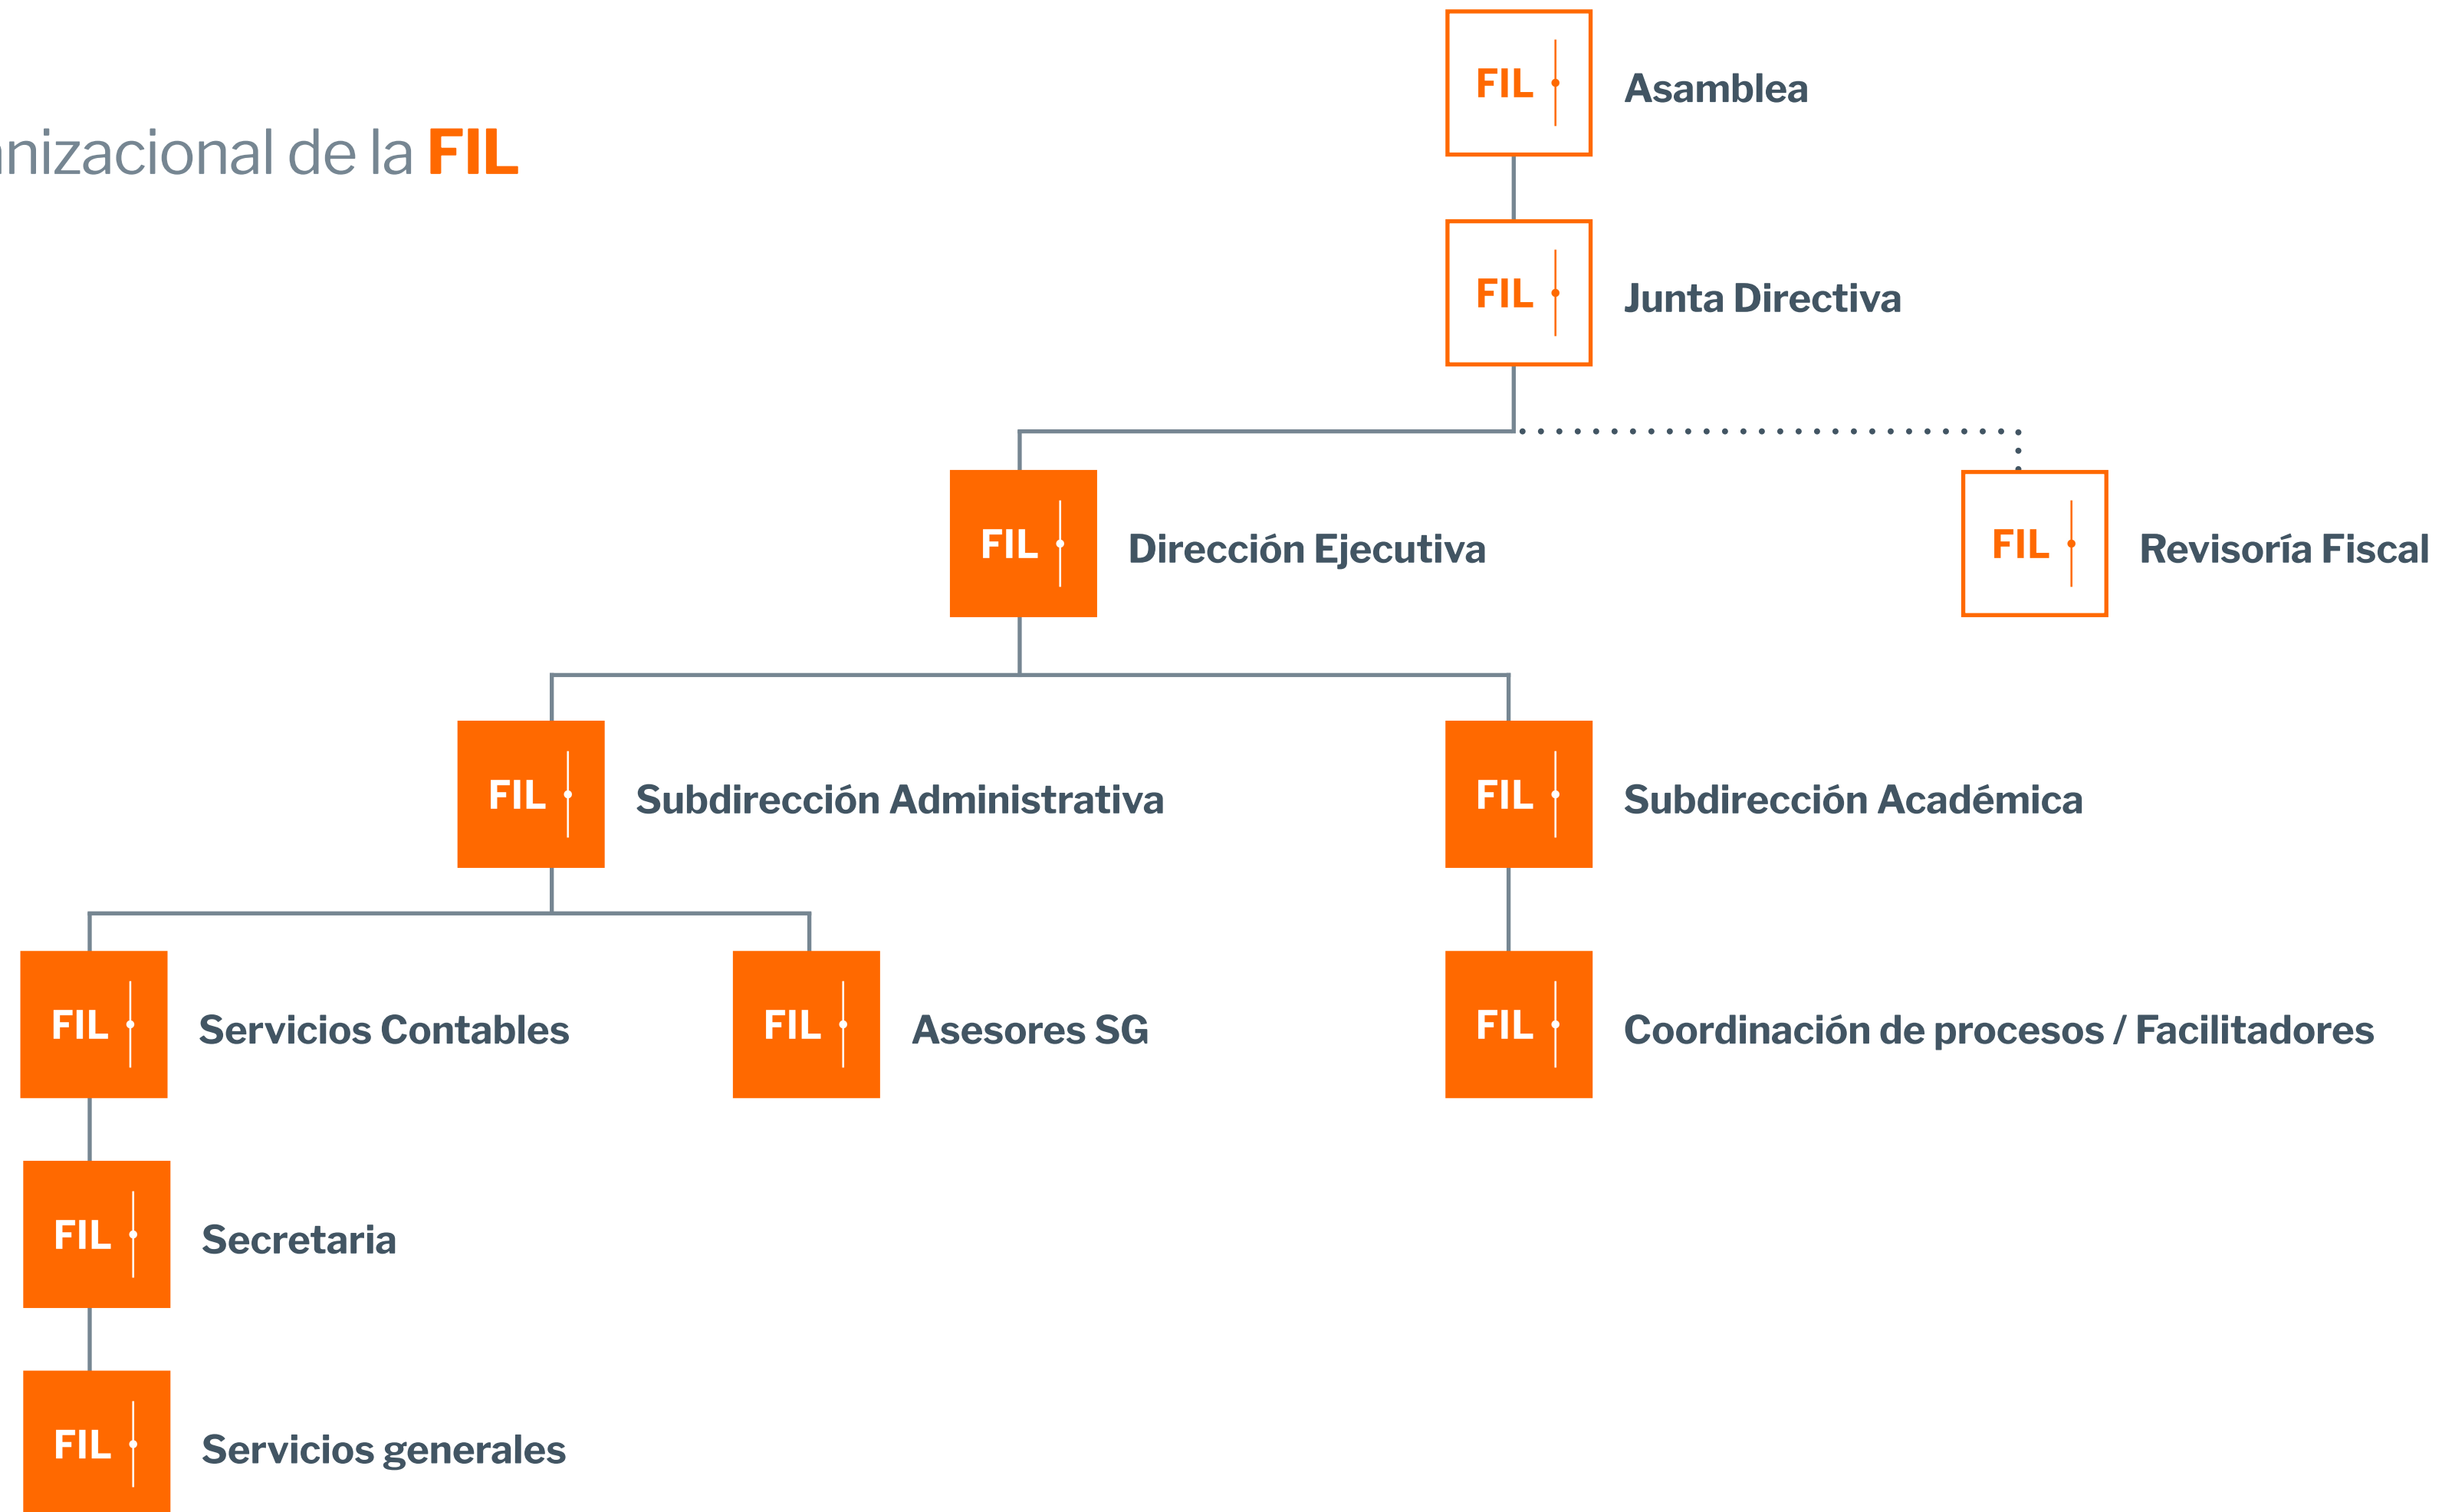 FIL
Asamblea
nizacional de la FIL
FIL
Junta Directiva
FIL
Dirección Ejecutiva
FIL
Revisoría Fiscal
FIL
Subdirección Administrativa
FIL
Subdirección Académica
FIL
Servicios Contables
FIL
Asesores SG
FIL
Coordinación de procesos / Facilitadores
FIL
Secretaria
FIL
Servicios generales